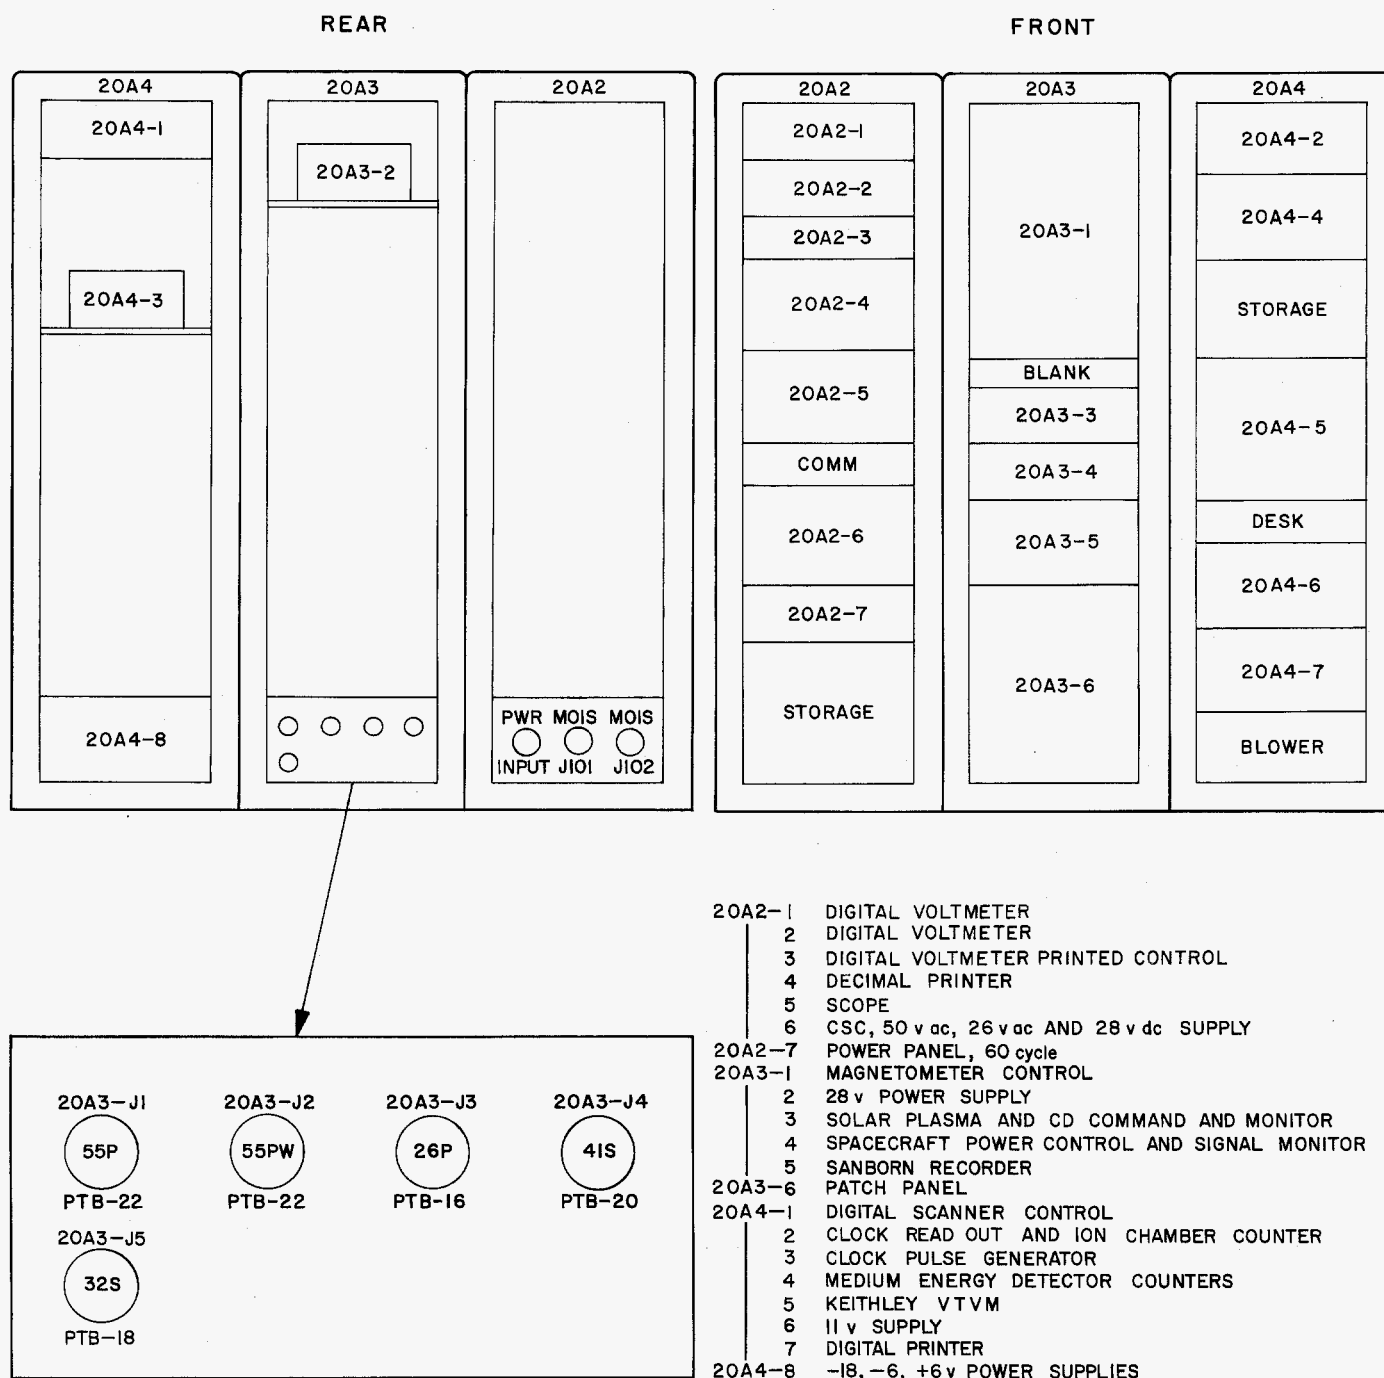 REAR
20A4
20A4-1
20A4-3
20A4-8
20A3
20A3-2
20A2
PWR MOIS MOIS
INPUT J101 J102
FRONT
20A2
20A2-1
20A2-2
20A2-3
20A2-4
20A2-5
COMM
20A2-6
20A2-7
STORAGE
20A3
20A3-1
BLANK
20A3-3
20A3-4
20A3-5
20A3-6
20A4
20A4-2
20A4-4
STORAGE
20A4-5
DESK
20A4-6
20A4-7
BLOWER
20A3-J1
55P
PTB-22
20A3-J2
55PW
PTB-22
20A3-J3
26P
PTB-16
20A3-J4
41S
PTB-20
20A3-J5
32S
PTB-18
20A2-1 DIGITAL VOLTMETER
2 DIGITAL VOLTMETER
3 DIGITAL VOLTMETER PRINTED CONTROL
4 DECIMAL PRINTER
5 SCOPE
6 CSC, 50 v ac, 26 v ac AND 28 v dc SUPPLY
20A2-7 POWER PANEL, 60 cycle
20A3-1 MAGNETOMETER CONTROL
2 28 v POWER SUPPLY
3 SOLAR PLASMA AND CD COMMAND AND MONITOR
4 SPACECRAFT POWER CONTROL AND SIGNAL MONITOR
5 SANBORN RECORDER
20A3-6 PATCH PANEL
20A4-1 DIGITAL SCANNER CONTROL
2 CLOCK READ OUT AND ION CHAMBER COUNTER
3 CLOCK PULSE GENERATOR
4 MEDIUM ENERGY DETECTOR COUNTERS
5 KEITHLEY VTVM
6 11 v SUPPLY
7 DIGITAL PRINTER
20A4-8 -18, -6, +6 v POWER SUPPLIES